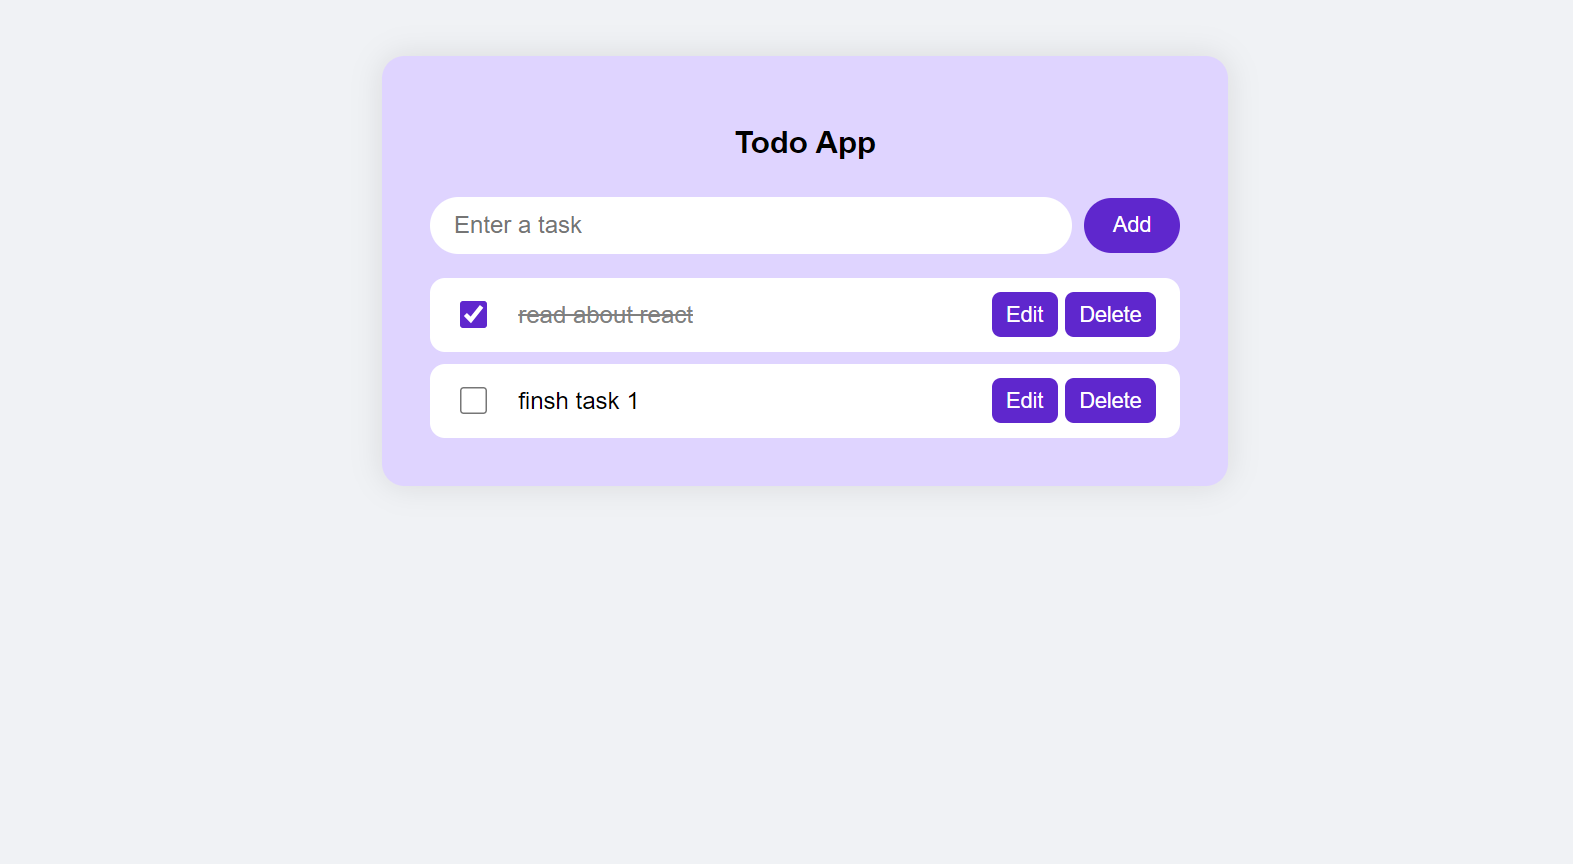 Todo App
Enter a task
Add
read about react
Edit
Delete
finsh task 1
Edit
Delete